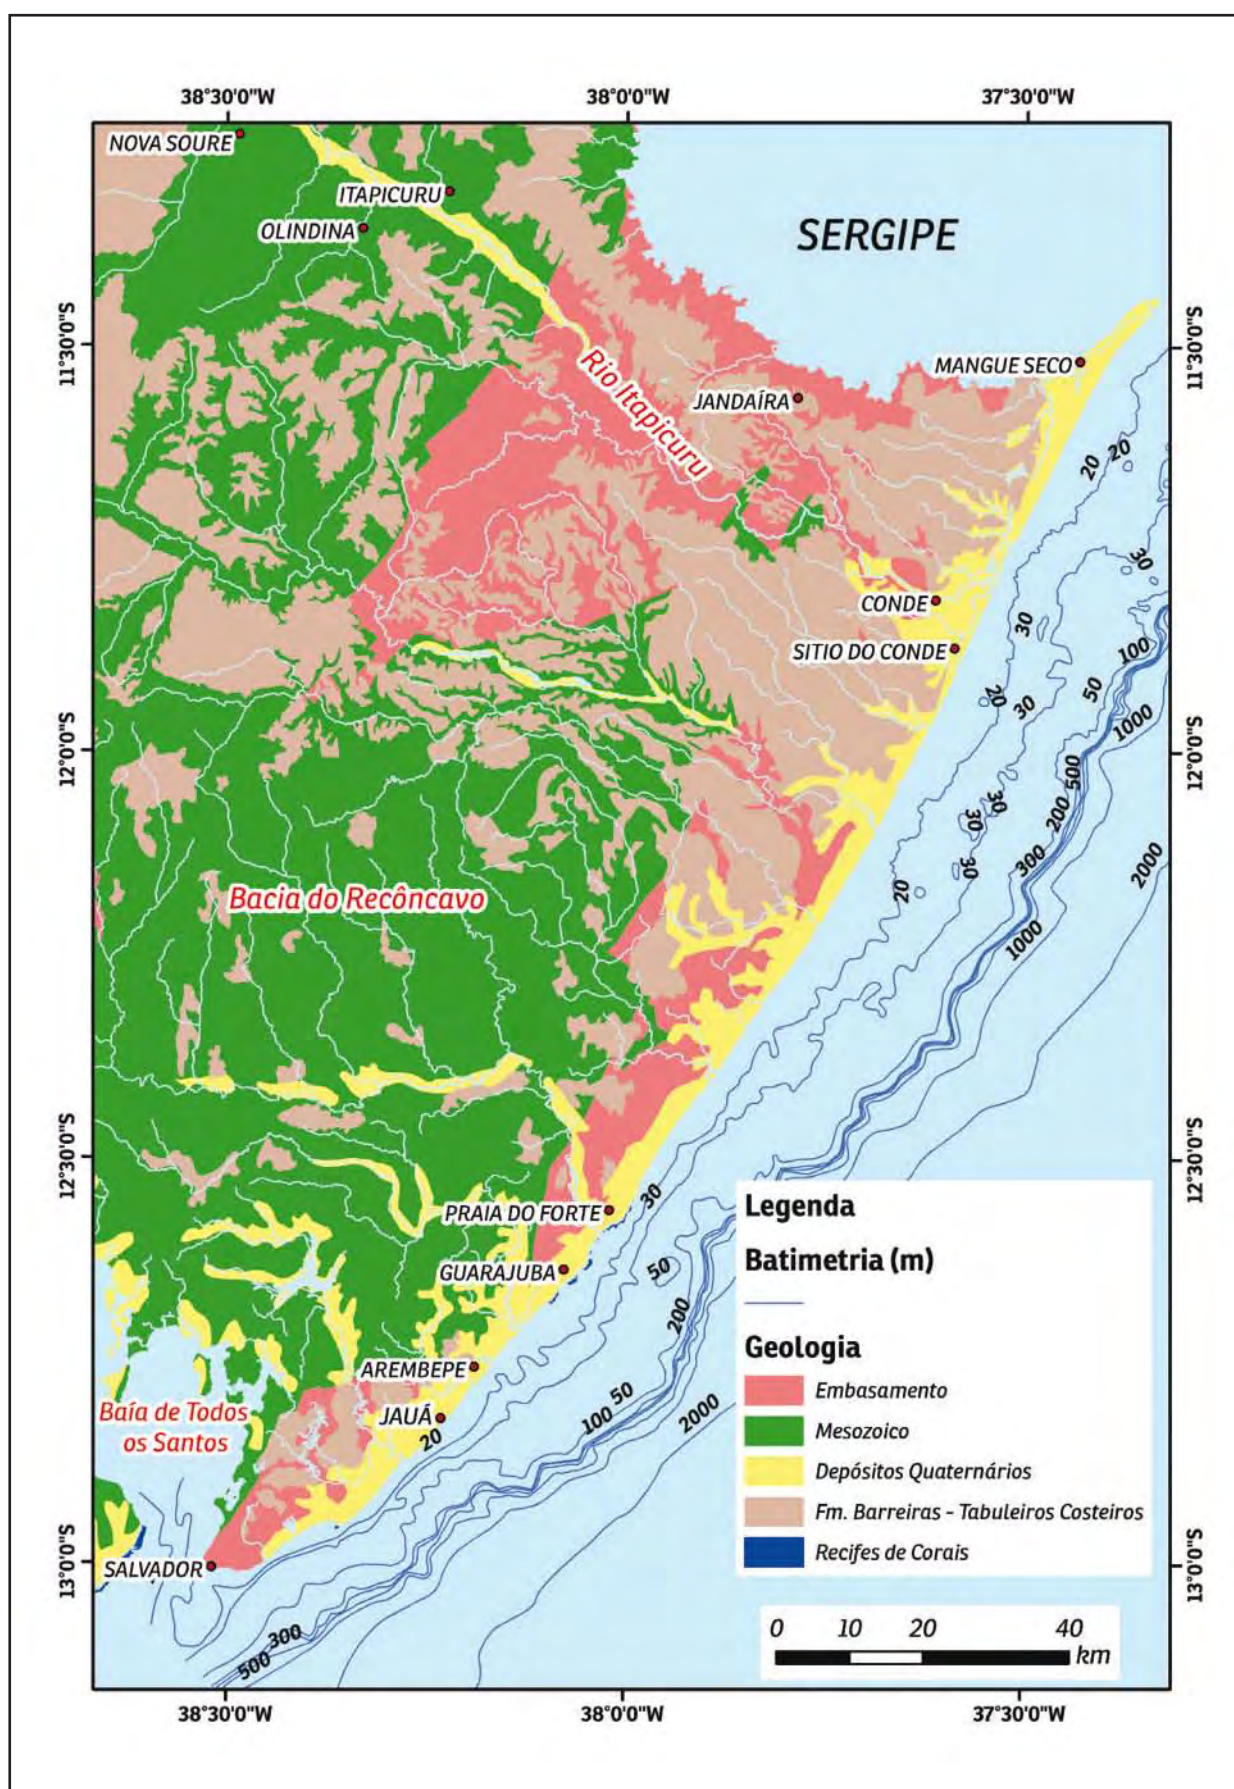 38°30'0"W
38°0'0"W
37°30'0"W
NOVA SOURE
ITAPICURU
OLINDINA
SERGIPE
11°30'0"S
11°30'0"S
MANGUE SECO
Rio Itapicuru
JANDAÍRA
20
20
30
CONDE
30
SITIO DO CONDE
100
50
20
30
1000
12°0'0"S
12°0'0"S
500
30
200
30
30
300
2000
20
Bacia do Recôncavo
1000
12°30'0"S
12°30'0"S
30
PRAIA DO FORTE
50
GUARAJUBA
200
AREMBEPE
50
100
2000
JAUÁ
20
Baía de Todos
os Santos
13°0'0"S
13°0'0"S
SALVADOR
300
500
Legenda
Batimetria (m)
Geologia
Embasamento
Mesozoico
Depósitos Quaternários
Fm. Barreiras - Tabuleiros Costeiros
Recifes de Corais
0 10 20 40
km
38°30'0"W
38°0'0"W
37°30'0"W